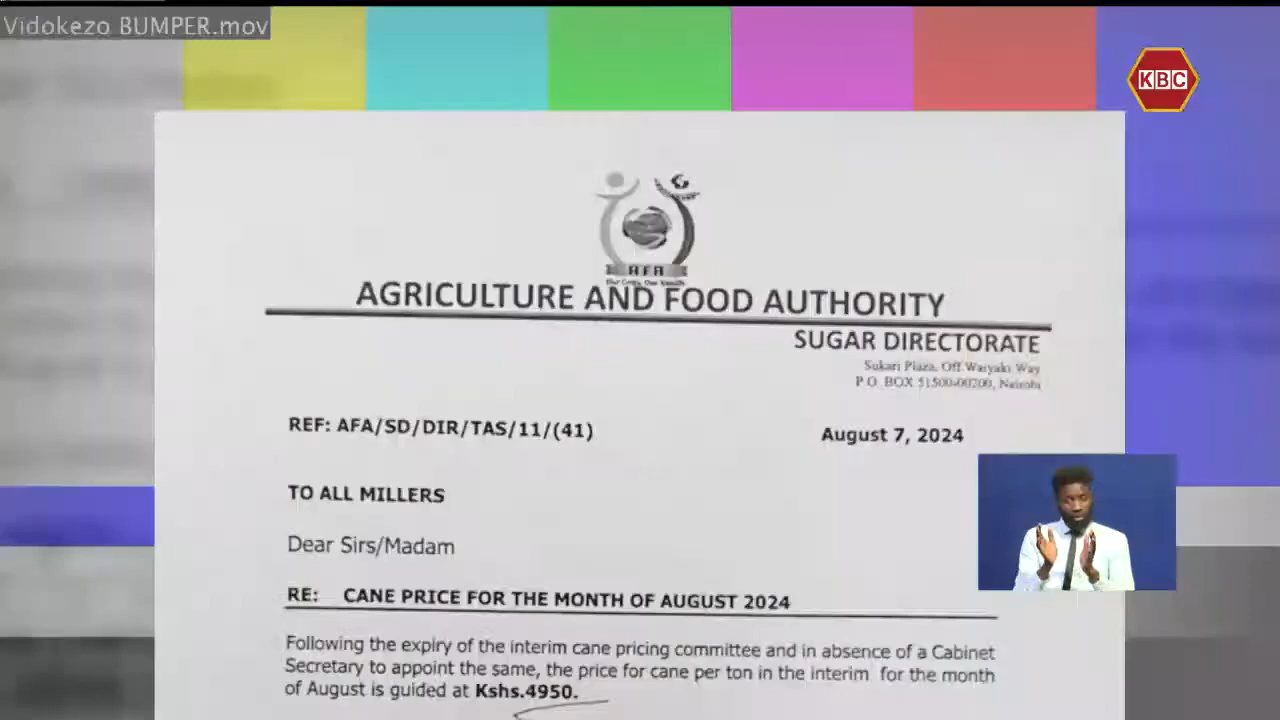 Vidokezo BUMPER.mov
KBC
AFA
AGRICULTURE AND FOOD AUTHORITY
SUGAR DIRECTORATE
Sukari Plaza, Off Waiyaki Way
P.O. BOX 51500-00200, Nairobi
REF: AFA/SD/DIR/TAS/11/(41)
August 7, 2024
TO ALL MILLERS
Dear Sirs/Madam
RE: CANE PRICE FOR THE MONTH OF AUGUST 2024
Following the expiry of the interim cane pricing committee and in absence of a Cabinet
Secretary to appoint the same, the price for cane per ton in the interim for the month
of August is guided at Kshs.4950.